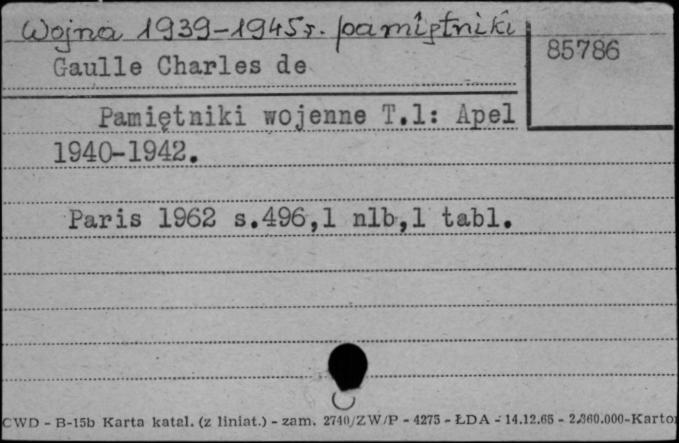 Wojna 1939-1945 r. pamiętniki
85786
Gaulle Charles de
Pamiętniki wojenne T.1: Apel
1940-1942.
Paris 1962 s.496,1 nlb,1 tabl.
CWD - B-15b Karta katal. (z liniat.) - zam. 2740/ZW/P - 4275 - ŁDA - 14.12.65 - 2.360.000-Karto